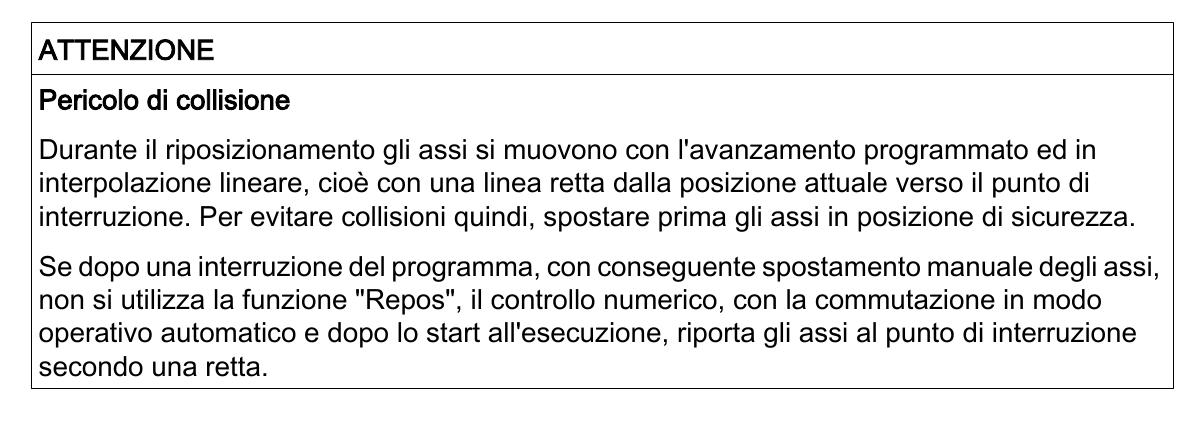 ATTENZIONE
Pericolo di collisione
Durante il riposizionamento gli assi si muovono con l'avanzamento programmato ed in
interpolazione lineare, cioè con una linea retta dalla posizione attuale verso il punto di
interruzione. Per evitare collisioni quindi, spostare prima gli assi in posizione di sicurezza.
Se dopo una interruzione del programma, con conseguente spostamento manuale degli assi,
non si utilizza la funzione "Repos", il controllo numerico, con la commutazione in modo
operativo automatico e dopo lo start all'esecuzione, riporta gli assi al punto di interruzione
secondo una retta.